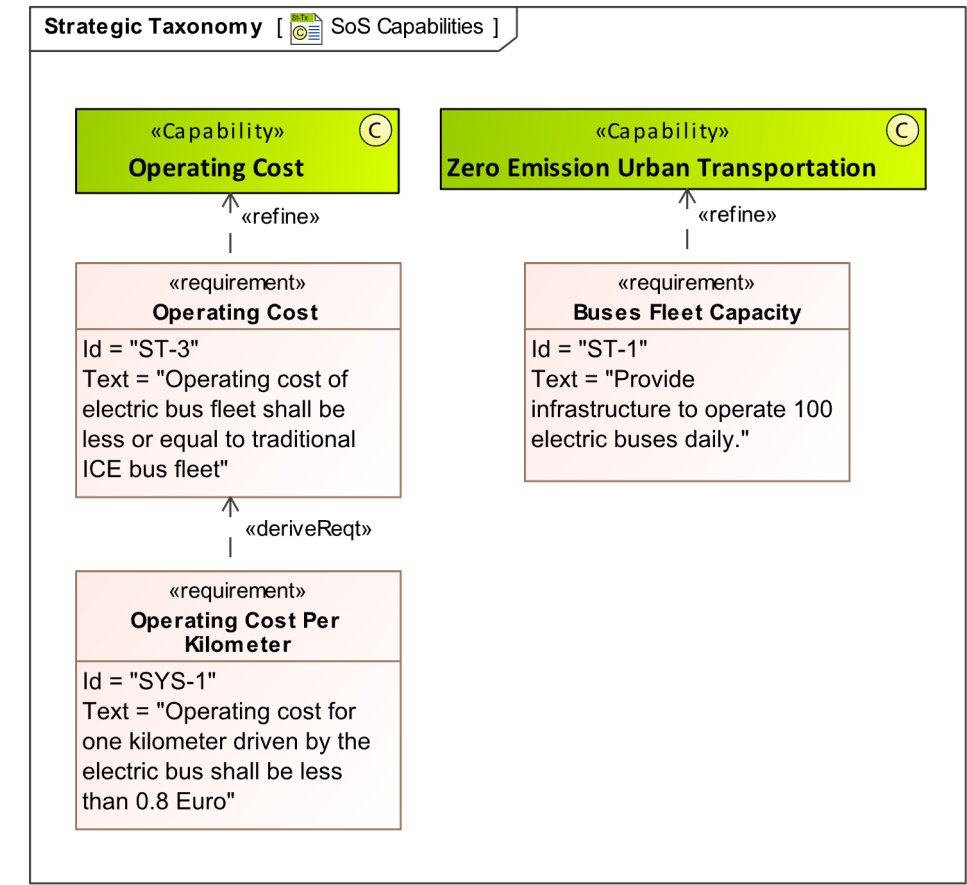 Strategic Taxonomy [ St-Tx C SoS Capabilities ]
«Capability» C
Operating Cost
«Capability» C
Zero Emission Urban Transportation
«refine»
«refine»
«requirement»
Operating Cost
Id = "ST-3"
Text = "Operating cost of
electric bus fleet shall be
less or equal to traditional
ICE bus fleet"
«requirement»
Buses Fleet Capacity
Id = "ST-1"
Text = "Provide
infrastructure to operate 100
electric buses daily."
«deriveReqt»
«requirement»
Operating Cost Per
Kilometer
Id = "SYS-1"
Text = "Operating cost for
one kilometer driven by the
electric bus shall be less
than 0.8 Euro"